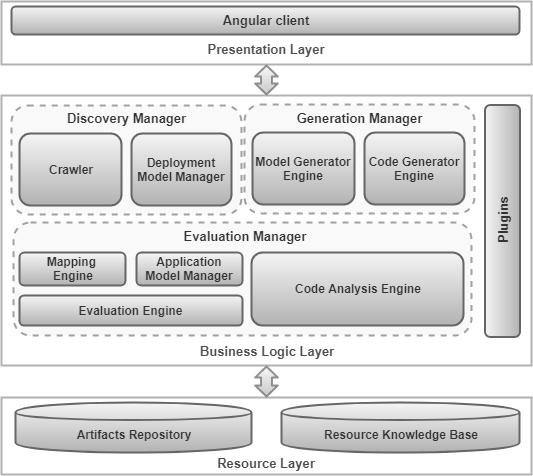 Angular client
Presentation Layer
Discovery Manager
Crawler
Deployment
Model Manager
Generation Manager
Model Generator
Engine
Code Generator
Engine
Plugins
Evaluation Manager
Mapping
Engine
Application
Model Manager
Evaluation Engine
Code Analysis Engine
Business Logic Layer
Artifacts Repository
Resource Knowledge Base
Resource Layer